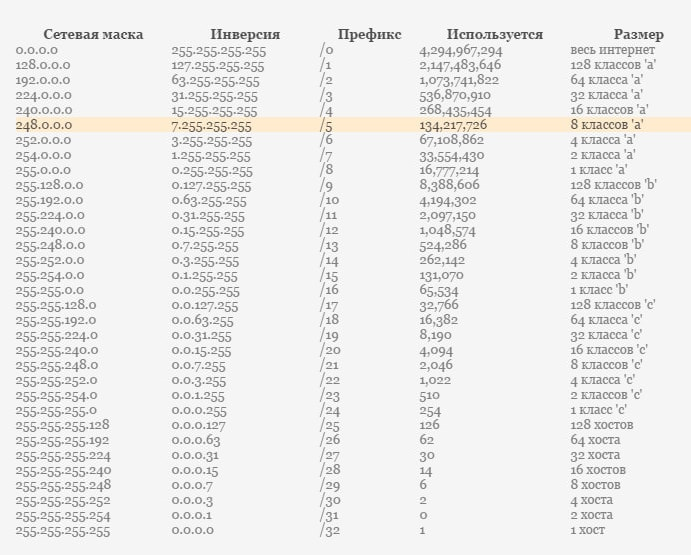 Сетевая маска Инверсия Префикс Используется Размер
0.0.0.0 255.255.255.255 /0 4,294,967,294 весь интернет
128.0.0.0 127.255.255.255 /1 2,147,483,646 128 классов 'a'
192.0.0.0 63.255.255.255 /2 1,073,741,822 64 класса 'a'
224.0.0.0 31.255.255.255 /3 536,870,910 32 класса 'a'
240.0.0.0 15.255.255.255 /4 268,435,454 16 классов 'a'
248.0.0.0 7.255.255.255 /5 134,217,726 8 классов 'a'
252.0.0.0 3.255.255.255 /6 67,108,862 4 класса 'a'
254.0.0.0 1.255.255.255 /7 33,554,430 2 класса 'a'
255.0.0.0 0.255.255.255 /8 16,777,214 1 класс 'a'
255.128.0.0 0.127.255.255 /9 8,388,606 128 классов 'b'
255.192.0.0 0.63.255.255 /10 4,194,302 64 класса 'b'
255.224.0.0 0.31.255.255 /11 2,097,150 32 класса 'b'
255.240.0.0 0.15.255.255 /12 1,048,574 16 классов 'b'
255.248.0.0 0.7.255.255 /13 524,286 8 классов 'b'
255.252.0.0 0.3.255.255 /14 262,142 4 класса 'b'
255.254.0.0 0.1.255.255 /15 131,070 2 класса 'b'
255.255.0.0 0.0.255.255 /16 65,534 1 класс 'b'
255.255.128.0 0.0.127.255 /17 32,766 128 классов 'c'
255.255.192.0 0.0.63.255 /18 16,382 64 класса 'c'
255.255.224.0 0.0.31.255 /19 8,190 32 класса 'c'
255.255.240.0 0.0.15.255 /20 4,094 16 классов 'c'
255.255.248.0 0.0.7.255 /21 2,046 8 классов 'c'
255.255.252.0 0.0.3.255 /22 1,022 4 класса 'c'
255.255.254.0 0.0.1.255 /23 510 2 классов 'c'
255.255.255.0 0.0.0.255 /24 254 1 класс 'c'
255.255.255.128 0.0.0.127 /25 126 128 хостов
255.255.255.192 0.0.0.63 /26 62 64 хоста
255.255.255.224 0.0.0.31 /27 30 32 хоста
255.255.255.240 0.0.0.15 /28 14 16 хостов
255.255.255.248 0.0.0.7 /29 6 8 хостов
255.255.255.252 0.0.0.3 /30 2 4 хоста
255.255.255.254 0.0.0.1 /31 0 2 хоста
255.255.255.255 0.0.0.0 /32 1 1 хост